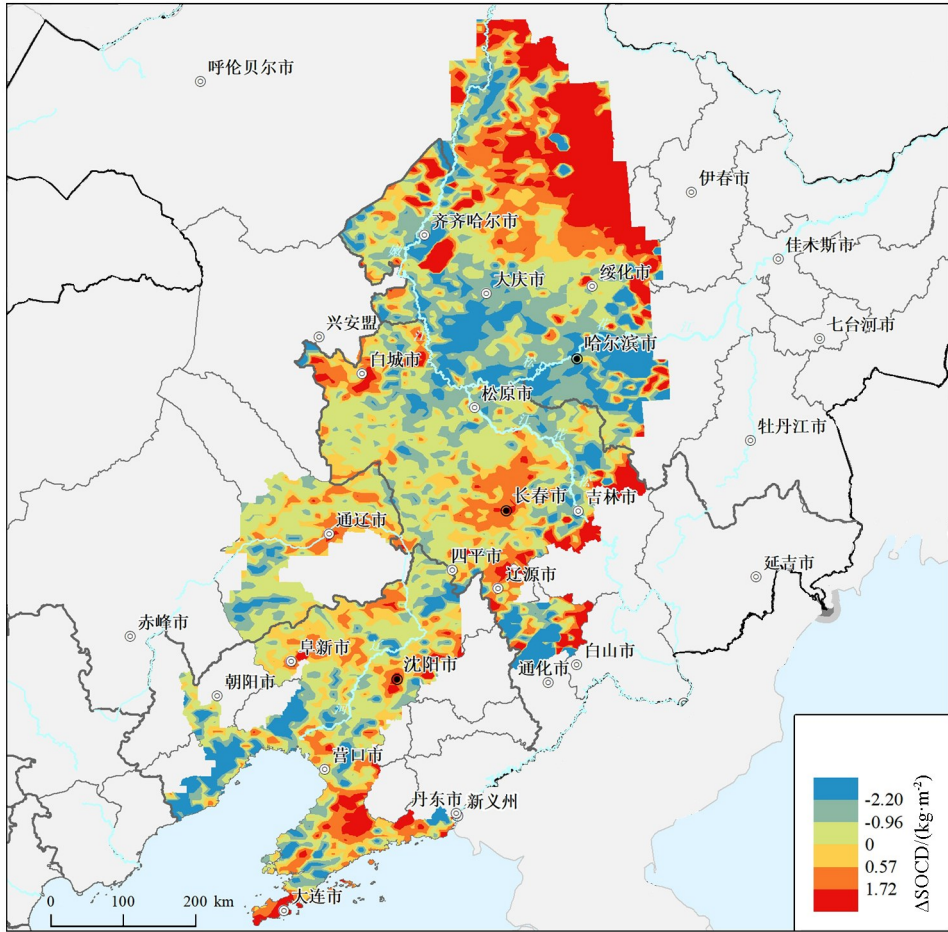 呼伦贝尔市
伊春市
齐齐哈尔市
佳木斯市
大庆市
绥化市
兴安盟
七台河市
哈尔滨市
白城市
松原市
牡丹江市
长春市
吉林市
通辽市
四平市
延吉市
辽源市
赤峰市
阜新市
沈阳市
白山市
通化市
朝阳市
营口市
丹东市
新义州
大连市
0 100 200 km
-2.20
-0.96
0
0.57
1.72
ΔSOCD/(kg·m-2)